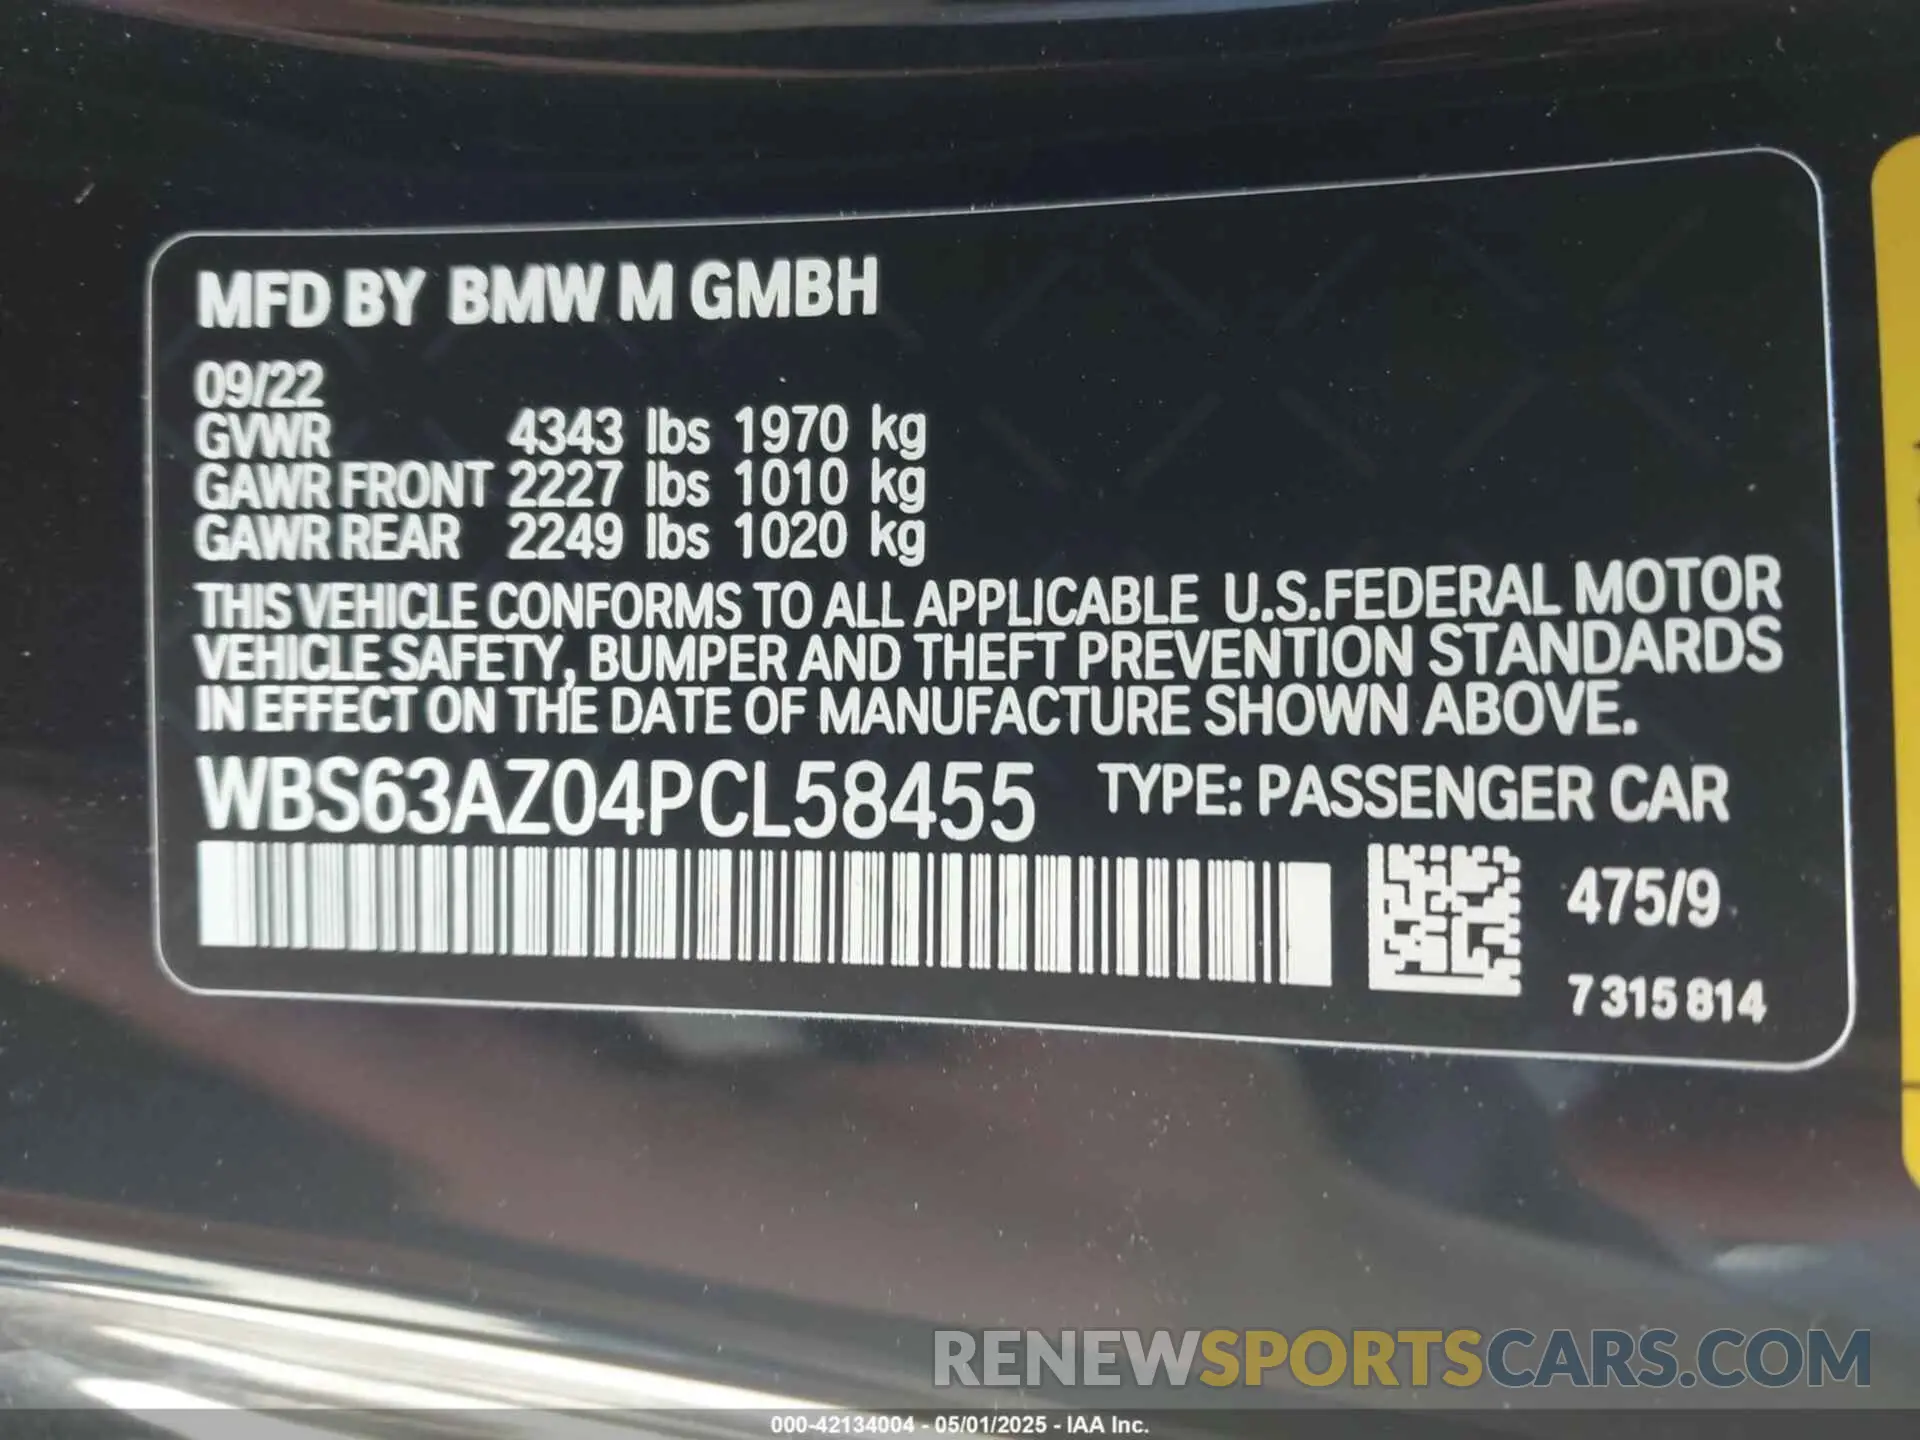 MFD BY BMW M GMBH
09/22
GVWR 4343 lbs 1970 kg
GAWR FRONT 2227 lbs 1010 kg
GAWR REAR 2249 lbs 1020 kg
THIS VEHICLE CONFORMS TO ALL APPLICABLE U.S.FEDERAL MOTOR
VEHICLE SAFETY, BUMPER AND THEFT PREVENTION STANDARDS
IN EFFECT ON THE DATE OF MANUFACTURE SHOWN ABOVE.
WBS63AZ04PCL58455 TYPE: PASSENGER CAR
475/9
7 315 814
RENEWSPORTSCARS.COM
000-42134004 - 05/01/2025 - IAA Inc.